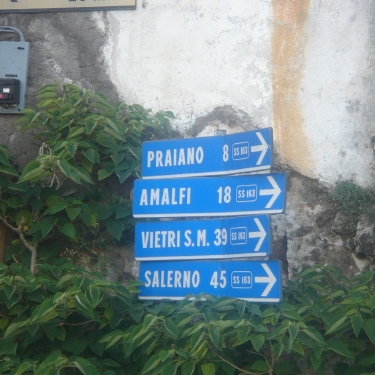 PRAIANO 8 SS 163
AMALFI 18 SS 163
VIETRI S.M. 39 SS 163
SALERNO 45 SS 163